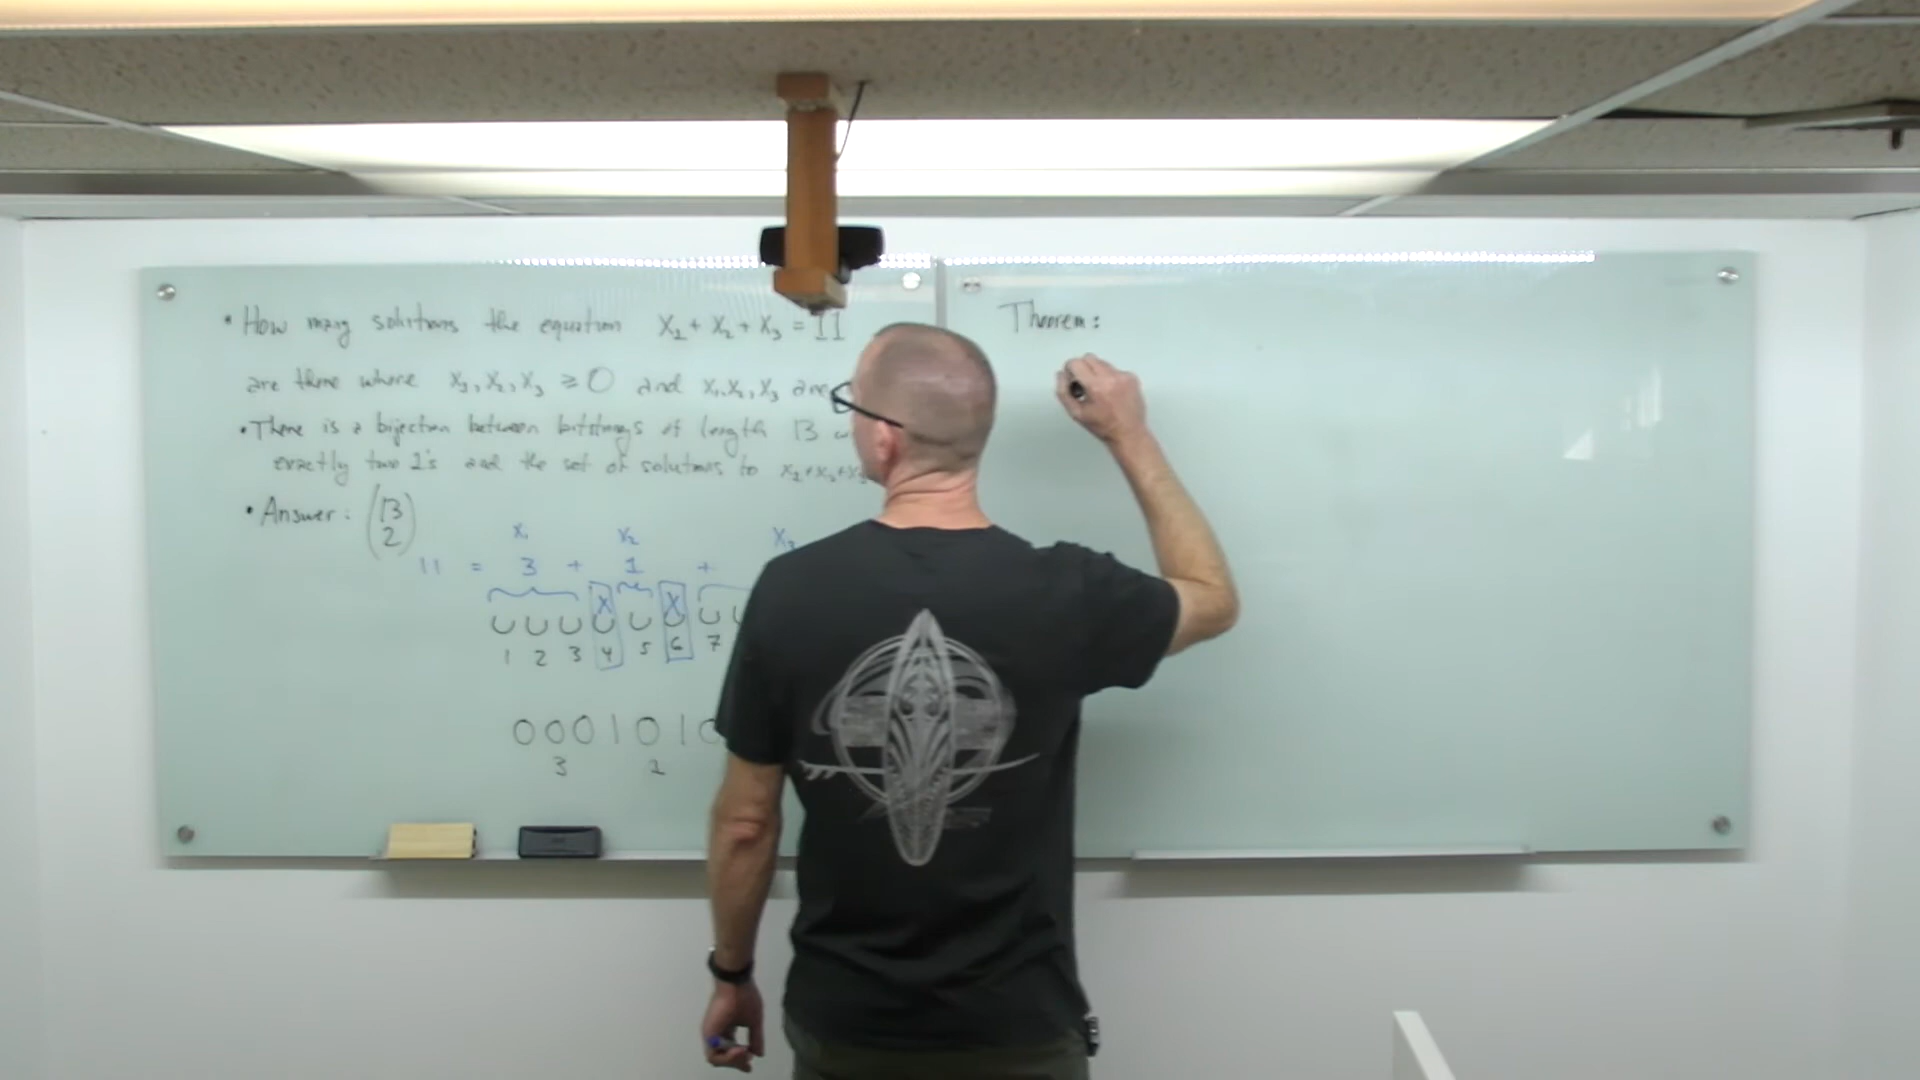 • How many solutions the equation x₁ + x₂ + x₃ = 11
are there where x₁, x₂, x₃ ≥ 0 and x₁, x₂, x₃ are
• There is a bijection between bitstrings of length 13
exactly two 1's and the set of solutions to x₁+x₂+x₃
• Answer: (13 2)
x₁ x₂ x₃
11 = 3 + 1 +
X X
1 2 3 4 5 6 7
0 0 0 1 0 1 0
3 1
Theorem: